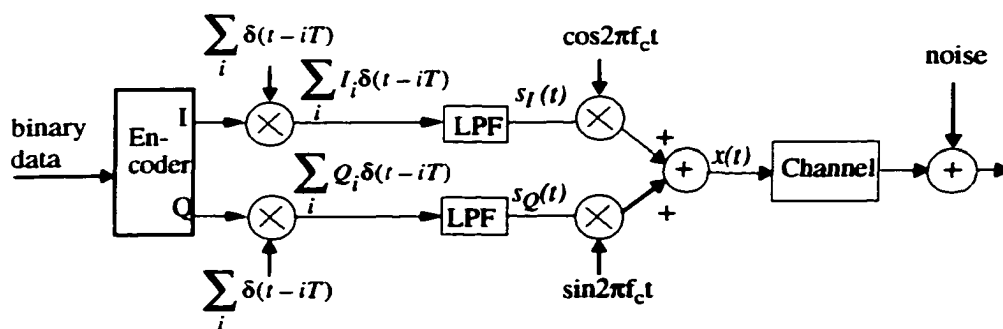 ∑ δ(t – iT)
i
cos2πf_c t
∑ I_i δ(t – iT)
i
noise
s_I(t)
I
LPF
binary
data
En-
coder
+
x(t)
Channel
+
+
∑ Q_i δ(t – iT)
i
s_Q(t)
Q
LPF
+
∑ δ(t – iT)
i
sin2πf_c t